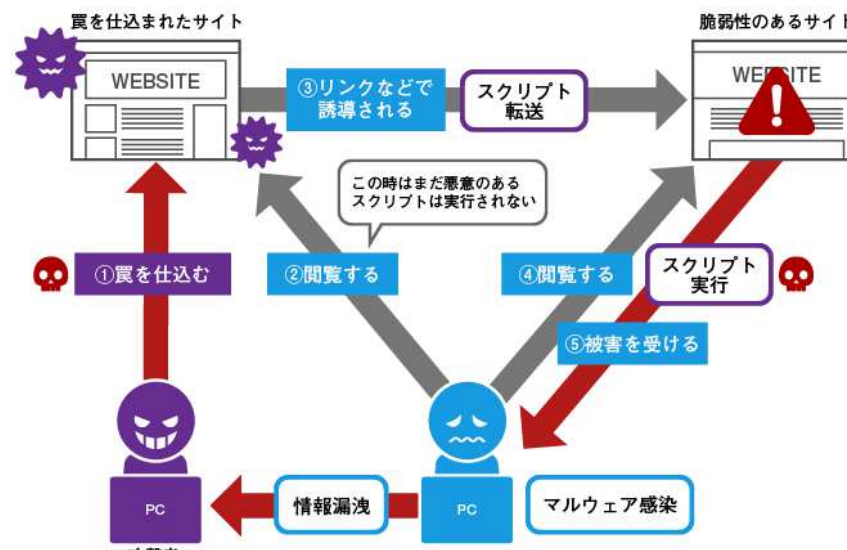 罠を仕込まれたサイト
脆弱性のあるサイト
WEBSITE
WEBSITE
③リンクなどで
誘導される
スクリプト
転送
この時はまだ悪意のある
スクリプトは実行されない
①罠を仕込む
②閲覧する
④閲覧する
スクリプト
実行
⑤被害を受ける
PC
情報漏洩
PC
マルウェア感染